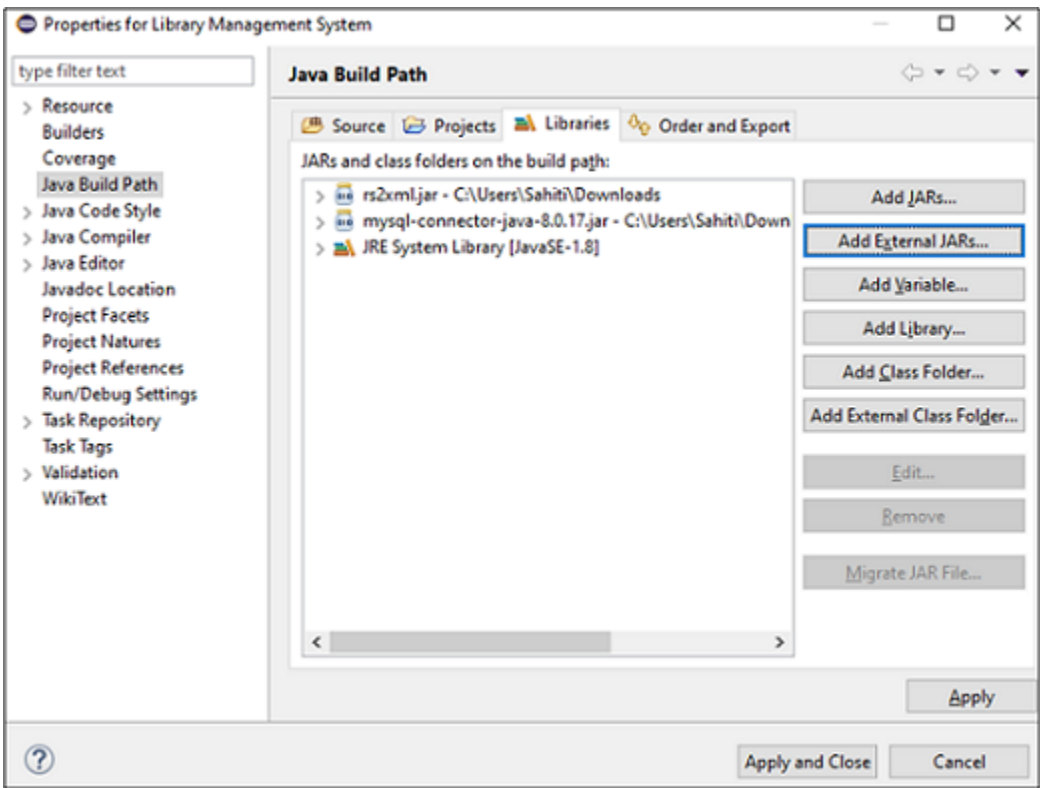 Properties for Library Management System
type filter text
Resource
Builders
Coverage
Java Build Path
Java Code Style
Java Compiler
Java Editor
Javadoc Location
Project Facets
Project Natures
Project References
Run/Debug Settings
Task Repository
Task Tags
Validation
WikiText
Java Build Path
Source Projects Libraries Order and Export
JARs and class folders on the build path:
rs2xml.jar - C:\Users\Sahiti\Downloads
mysql-connector-java-8.0.17.jar - C:\Users\Sahiti\Down
JRE System Library [JavaSE-1.8]
Add JARs...
Add External JARs...
Add Variable...
Add Library...
Add Class Folder...
Add External Class Folder...
Edit...
Remove
Migrate JAR File...
Apply
Apply and Close Cancel